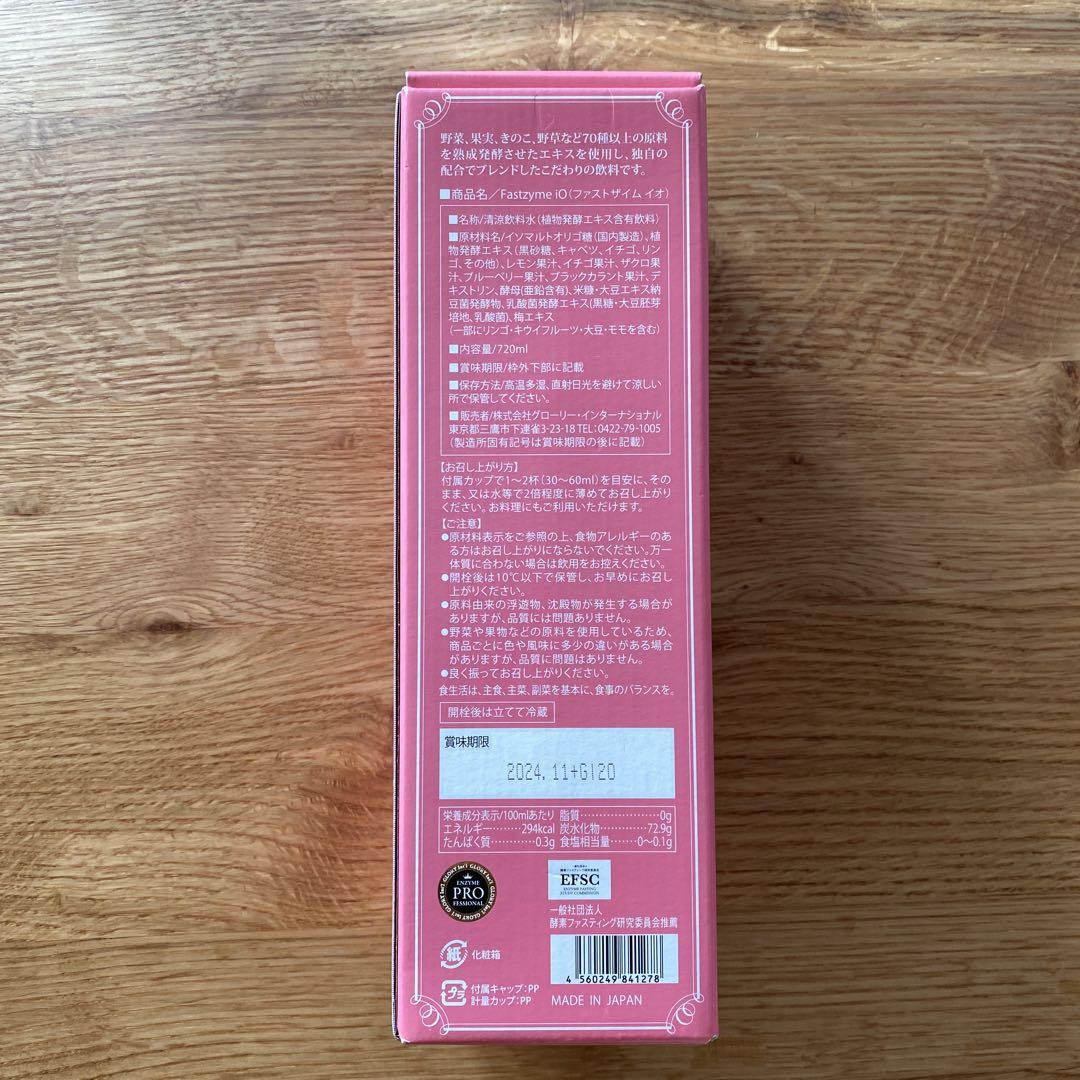 野菜、果実、きのこ、野草など70種以上の原料
を熟成発酵させたエキスを使用し、独自の
配合でブレンドしたこだわりの飲料です。
■商品名／Fastzyme iO（ファストザイム イオ）
■名称/清涼飲料水（植物発酵エキス含有飲料）
■原材料名/イソマルトオリゴ糖（国内製造）、植
物発酵エキス（黒砂糖、キャベツ、イチゴ、リン
ゴ、その他）、レモン果汁、イチゴ果汁、ザクロ果
汁、ブルーベリー果汁、ブラックカラント果汁、デ
キストリン、酵母(亜鉛含有)、米糠・大豆エキス納
豆菌発酵物、乳酸菌発酵エキス(黒糖・大豆胚芽
培地、乳酸菌)、梅エキス
（一部にリンゴ・キウイフルーツ・大豆・モモを含む）
■内容量/720ml
■賞味期限/枠外下部に記載
■保存方法/高温多湿、直射日光を避けて涼しい
所で保管してください。
■販売者/株式会社グローリー・インターナショナル
東京都三鷹市下連雀3-23-18 TEL:0422-79-1005
（製造所固有記号は賞味期限の後に記載）
【お召し上がり方】
付属カップで1〜2杯（30〜60ml）を目安に、その
まま、又は水等で2倍程度に薄めてお召し上がり
ください。お料理にもご利用いただけます。
【ご注意】
●原材料表示をご参照の上、食物アレルギーのあ
る方はお召し上がりにならないでください。万一
体質に合わない場合は飲用をお控えください。
●開栓後は10℃以下で保管し、お早めにお召し
上がりください。
●原料由来の浮遊物、沈殿物が発生する場合が
ありますが、品質には問題ありません。
●野菜や果物などの原料を使用しているため、
商品ごとに色や風味に多少の違いがある場合
がありますが、品質に問題はありません。
●良く振ってお召し上がりください。
食生活は、主食、主菜、副菜を基本に、食事のバランスを。
開栓後は立てて冷蔵
賞味期限
2024.11+G120
栄養成分表示/100mlあたり 脂質……………………0g
エネルギー………294kcal 炭水化物……………72.9g
たんぱく質……………0.3g 食塩相当量………0〜0.1g
GLORY Int'l GLORY Int'l GLORY Int'l GLORY Int'l
ENZYME
PRO
FESSIONAL
一般社団法人
酵素ファスティング研究委員会
EFSC
ENZYME FASTING
STUDY COMMISSION
一般社団法人
酵素ファスティング研究委員会推薦
紙 化粧箱
プラ 付属キャップ：PP
計量カップ：PP
4 560249 841278
MADE IN JAPAN